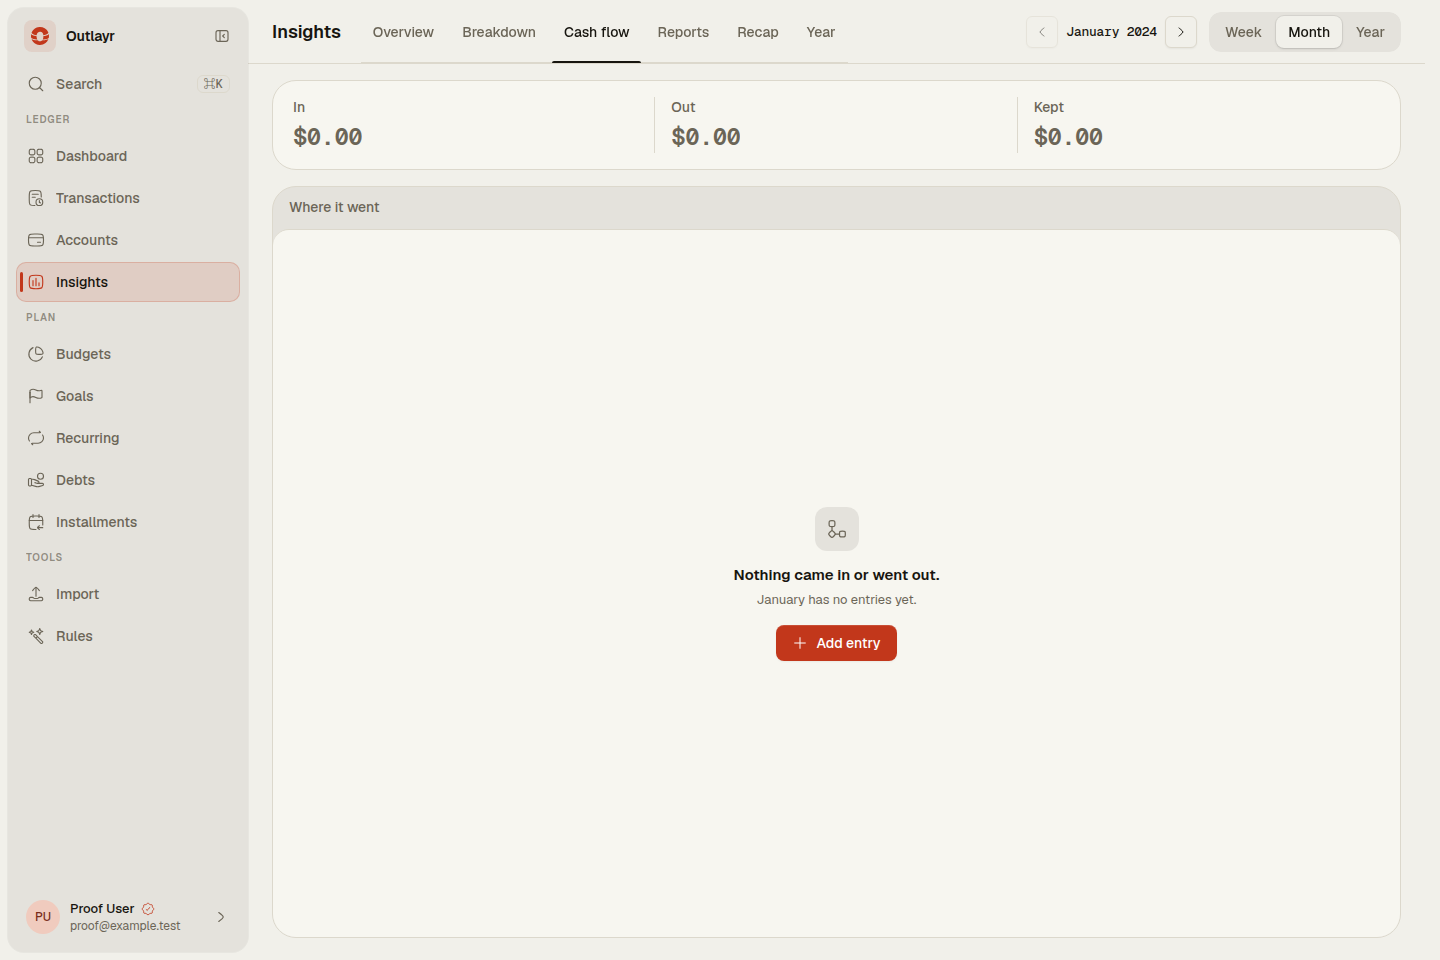 Outlayr
Search ⌘K
LEDGER
Dashboard
Transactions
Accounts
Insights
PLAN
Budgets
Goals
Recurring
Debts
Installments
TOOLS
Import
Rules
PU
Proof User
proof@example.test
Insights Overview Breakdown Cash flow Reports Recap Year
January 2024
Week Month Year
In Out Kept
$0.00 $0.00 $0.00
Where it went
Nothing came in or went out.
January has no entries yet.
Add entry